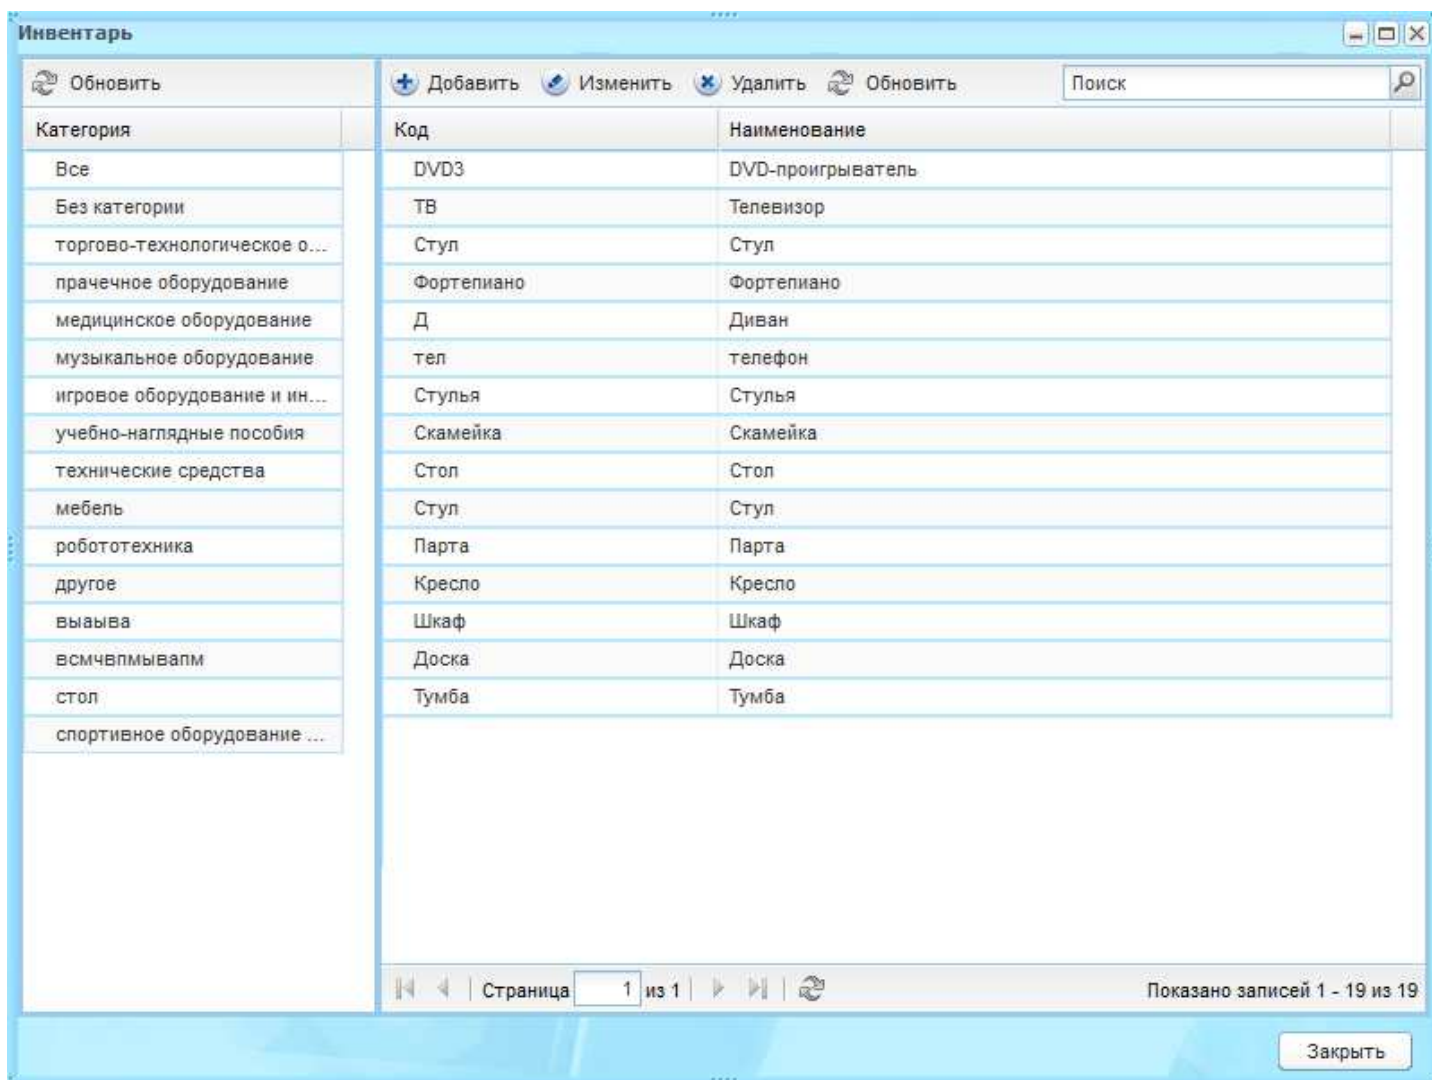 Инвентарь
Обновить
Добавить Изменить Удалить Обновить Поиск
Категория
Все
Без категории
торгово-технологическое о...
прачечное оборудование
медицинское оборудование
музыкальное оборудование
игровое оборудование и ин...
учебно-наглядные пособия
технические средства
мебель
робототехника
другое
выаыва
всмчвпмывапм
стол
спортивное оборудование ...
Код Наименование
DVD3 DVD-проигрыватель
ТВ Телевизор
Стул Стул
Фортепиано Фортепиано
Д Диван
тел телефон
Стулья Стулья
Скамейка Скамейка
Стол Стол
Стул Стул
Парта Парта
Кресло Кресло
Шкаф Шкаф
Доска Доска
Тумба Тумба
Страница 1 из 1 Показано записей 1 - 19 из 19
Закрыть